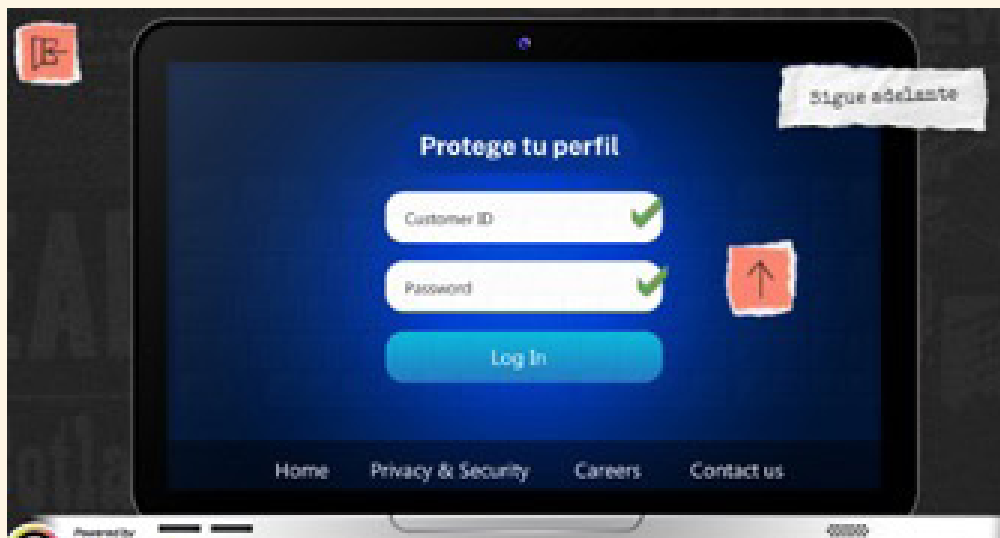 Sigue adelante
Protege tu perfil
Customer ID
Password
Log In
Home Privacy & Security Careers Contact us
Powered by